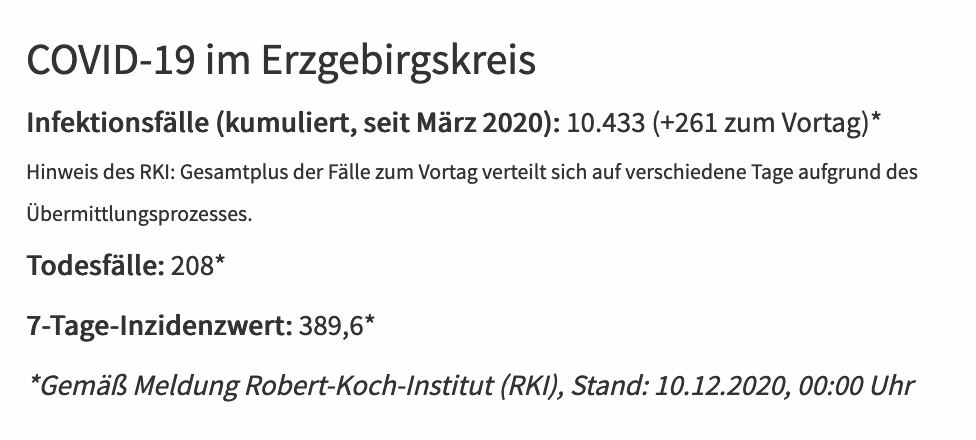 COVID-19 im Erzgebirgskreis
Infektionsfälle (kumuliert, seit März 2020): 10.433 (+261 zum Vortag)*
Hinweis des RKI: Gesamtplus der Fälle zum Vortag verteilt sich auf verschiedene Tage aufgrund des
Übermittlungsprozesses.
Todesfälle: 208*
7-Tage-Inzidenzwert: 389,6*
*Gemäß Meldung Robert-Koch-Institut (RKI), Stand: 10.12.2020, 00:00 Uhr